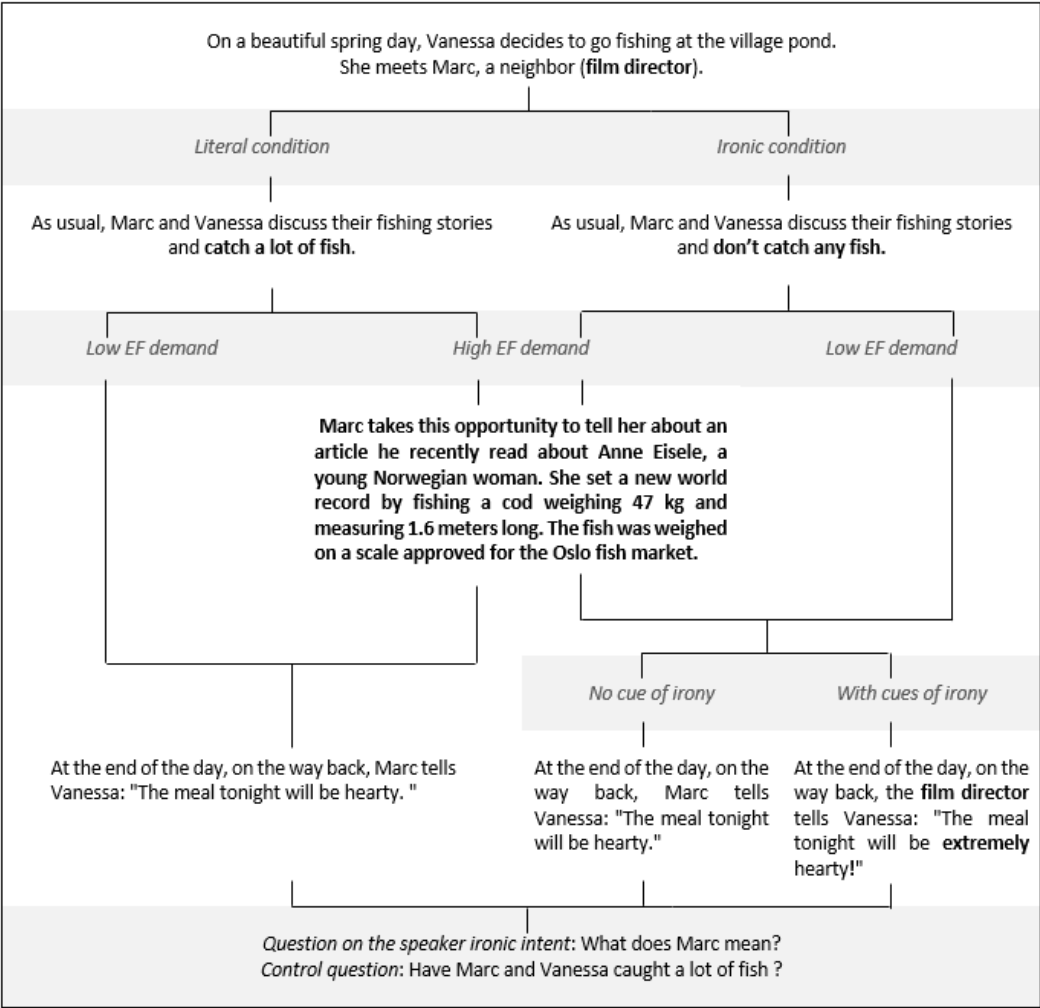 On a beautiful spring day, Vanessa decides to go fishing at the village pond.
She meets Marc, a neighbor (film director).
Literal condition
Ironic condition
As usual, Marc and Vanessa discuss their fishing stories
and catch a lot of fish.
As usual, Marc and Vanessa discuss their fishing stories
and don’t catch any fish.
Low EF demand
High EF demand
Low EF demand
Marc takes this opportunity to tell her about an
article he recently read about Anne Eisele, a
young Norwegian woman. She set a new world
record by fishing a cod weighing 47 kg and
measuring 1.6 meters long. The fish was weighed
on a scale approved for the Oslo fish market.
No cue of irony
With cues of irony
At the end of the day, on the way back, Marc tells
Vanessa: "The meal tonight will be hearty. "
At the end of the day, on the
way back, Marc tells
Vanessa: "The meal tonight
will be hearty."
At the end of the day, on the
way back, the film director
tells Vanessa: "The meal
tonight will be extremely
hearty!"
Question on the speaker ironic intent: What does Marc mean?
Control question: Have Marc and Vanessa caught a lot of fish ?